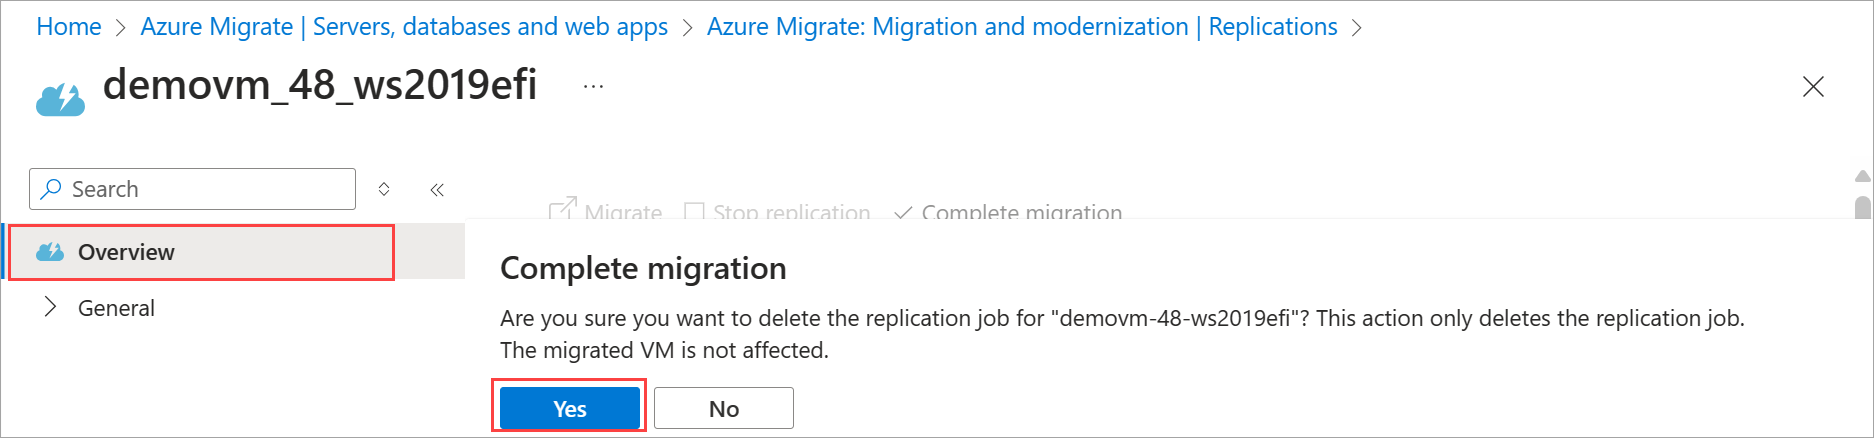 Home > Azure Migrate | Servers, databases and web apps > Azure Migrate: Migration and modernization | Replications >
demovm_48_ws2019efi ...
Search
Migrate Stop replication Complete migration
Overview
General
Complete migration
Are you sure you want to delete the replication job for "demovm-48-ws2019efi"? This action only deletes the replication job.
The migrated VM is not affected.
Yes No